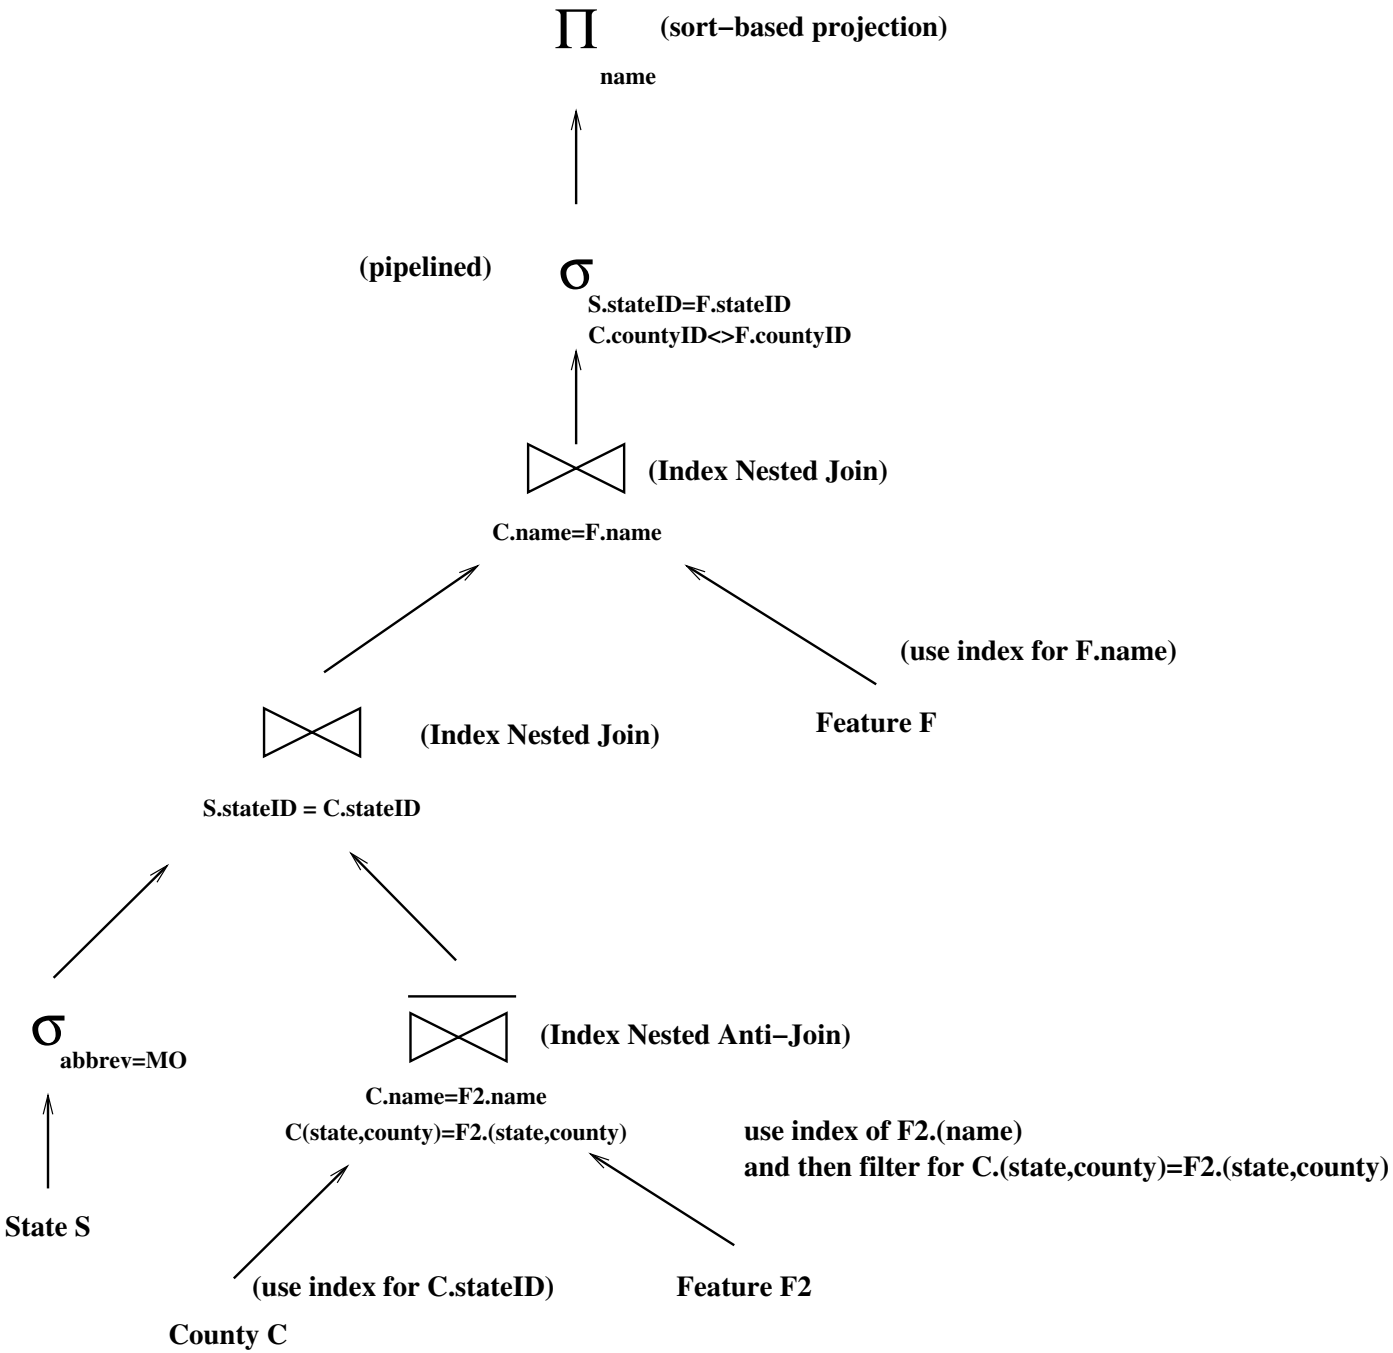 Π (sort−based projection)
name
(pipelined) σ
S.stateID=F.stateID
C.countyID<>F.countyID
(Index Nested Join)
C.name=F.name
(use index for F.name)
Feature F
(Index Nested Join)
S.stateID = C.stateID
σ
abbrev=MO
(Index Nested Anti−Join)
C.name=F2.name
C(state,county)=F2.(state,county)
use index of F2.(name)
and then filter for C.(state,county)=F2.(state,county)
State S
(use index for C.stateID)
Feature F2
County C